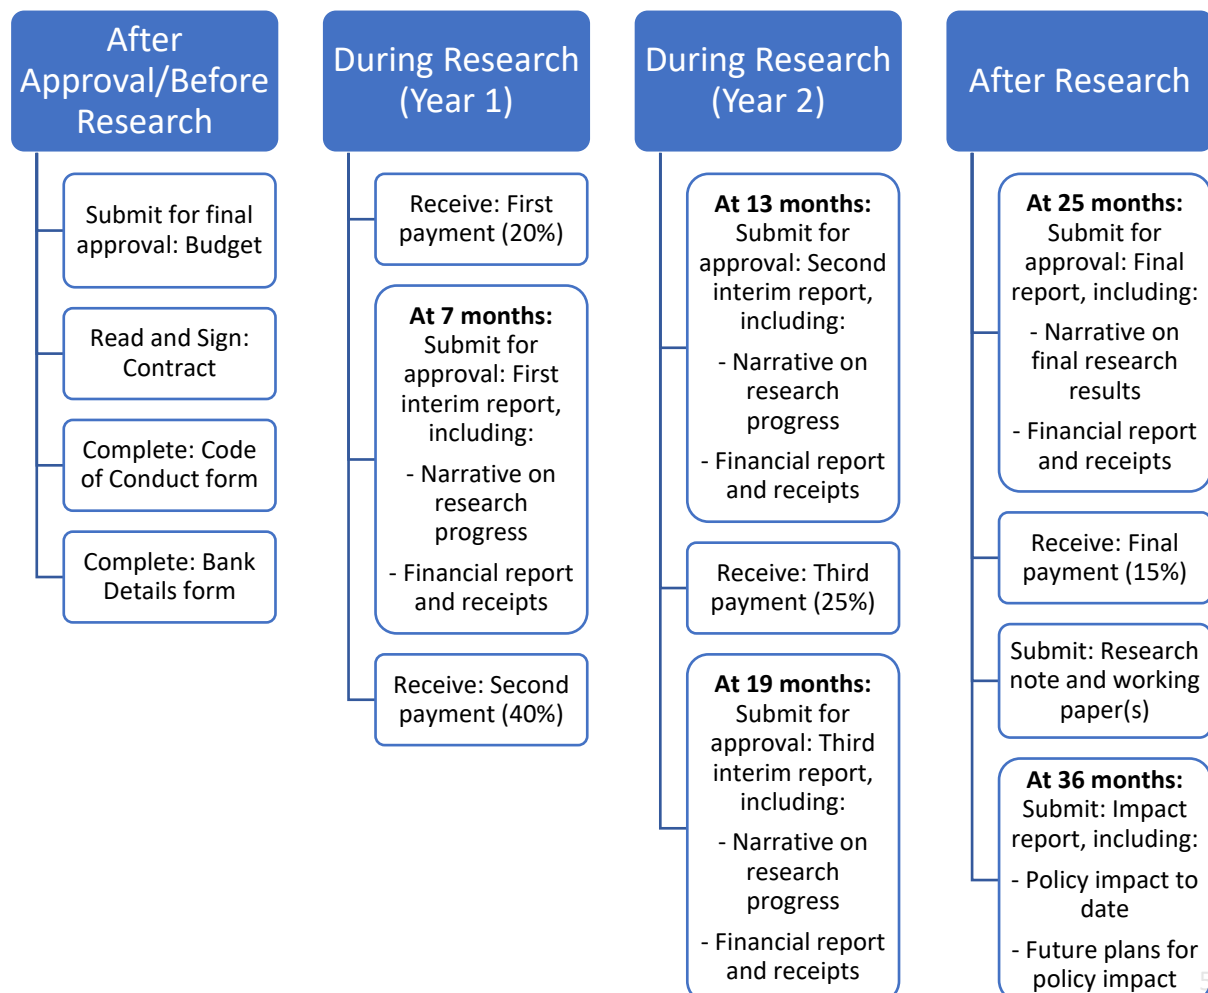 After
Approval/Before
Research
Submit for final
approval: Budget
Read and Sign:
Contract
Complete: Code
of Conduct form
Complete: Bank
Details form
During Research
(Year 1)
Receive: First
payment (20%)
At 7 months:
Submit for
approval: First
interim report,
including:
- Narrative on
research
progress
- Financial report
and receipts
Receive: Second
payment (40%)
During Research
(Year 2)
At 13 months:
Submit for
approval: Second
interim report,
including:
- Narrative on
research
progress
- Financial report
and receipts
Receive: Third
payment (25%)
At 19 months:
Submit for
approval: Third
interim report,
including:
- Narrative on
research
progress
- Financial report
and receipts
After Research
At 25 months:
Submit for
approval: Final
report, including:
- Narrative on
final research
results
- Financial report
and receipts
Receive: Final
payment (15%)
Submit: Research
note and working
paper(s)
At 36 months:
Submit: Impact
report, including:
- Policy impact to
date
- Future plans for
policy impact